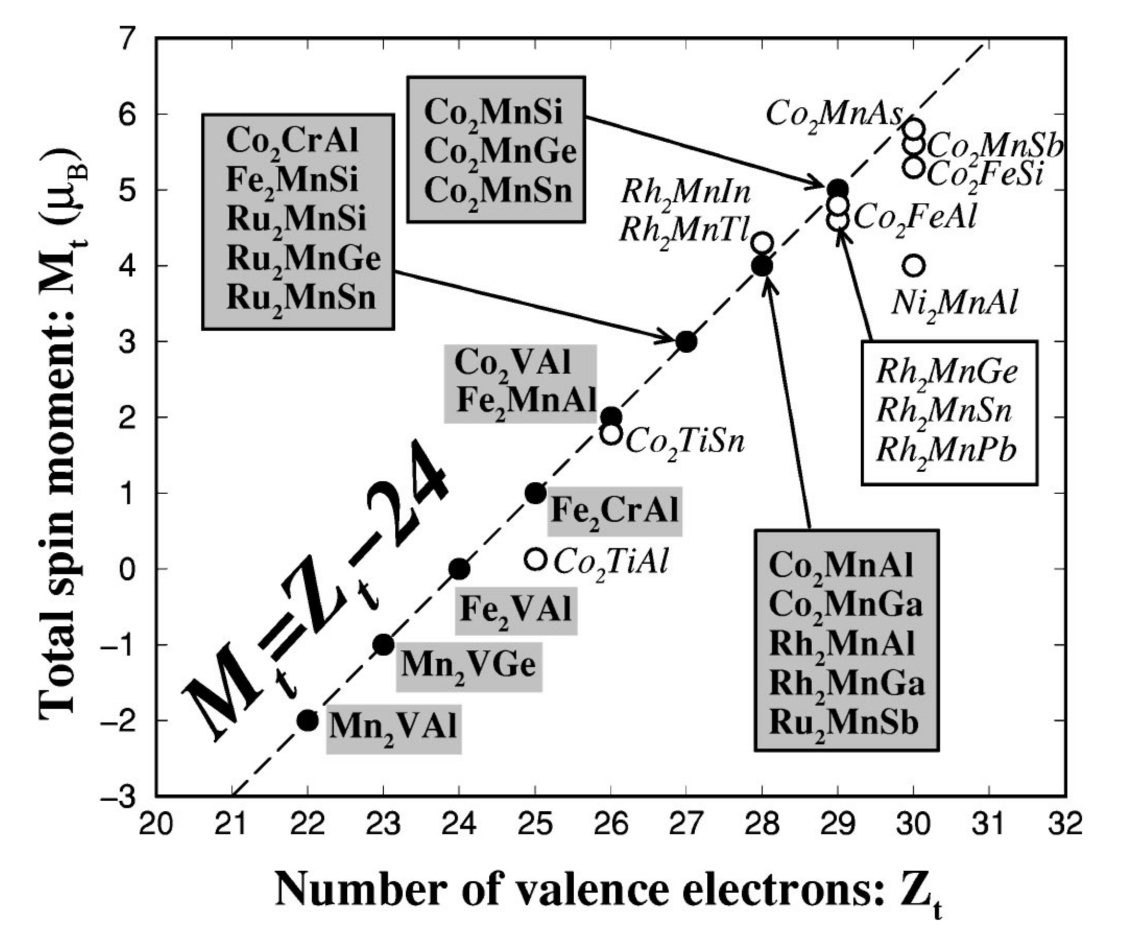 Total spin moment: Mₜ (μ_B)
7
6
5
4
3
2
1
0
−1
−2
−3
Co₂CrAl
Fe₂MnSi
Ru₂MnSi
Ru₂MnGe
Ru₂MnSn
Co₂MnSi
Co₂MnGe
Co₂MnSn
Co₂MnAs
Co₂MnSb
Co₂FeSi
Rh₂MnIn
Rh₂MnTl
Co₂FeAl
Ni₂MnAl
Rh₂MnGe
Rh₂MnSn
Rh₂MnPb
Co₂VAl
Fe₂MnAl
Co₂TiSn
Fe₂CrAl
Co₂TiAl
Fe₂VAl
Mn₂VGe
Mn₂VAl
Mₜ=Zₜ−24
Co₂MnAl
Co₂MnGa
Rh₂MnAl
Rh₂MnGa
Ru₂MnSb
20 21 22 23 24 25 26 27 28 29 30 31 32
Number of valence electrons: Zₜ